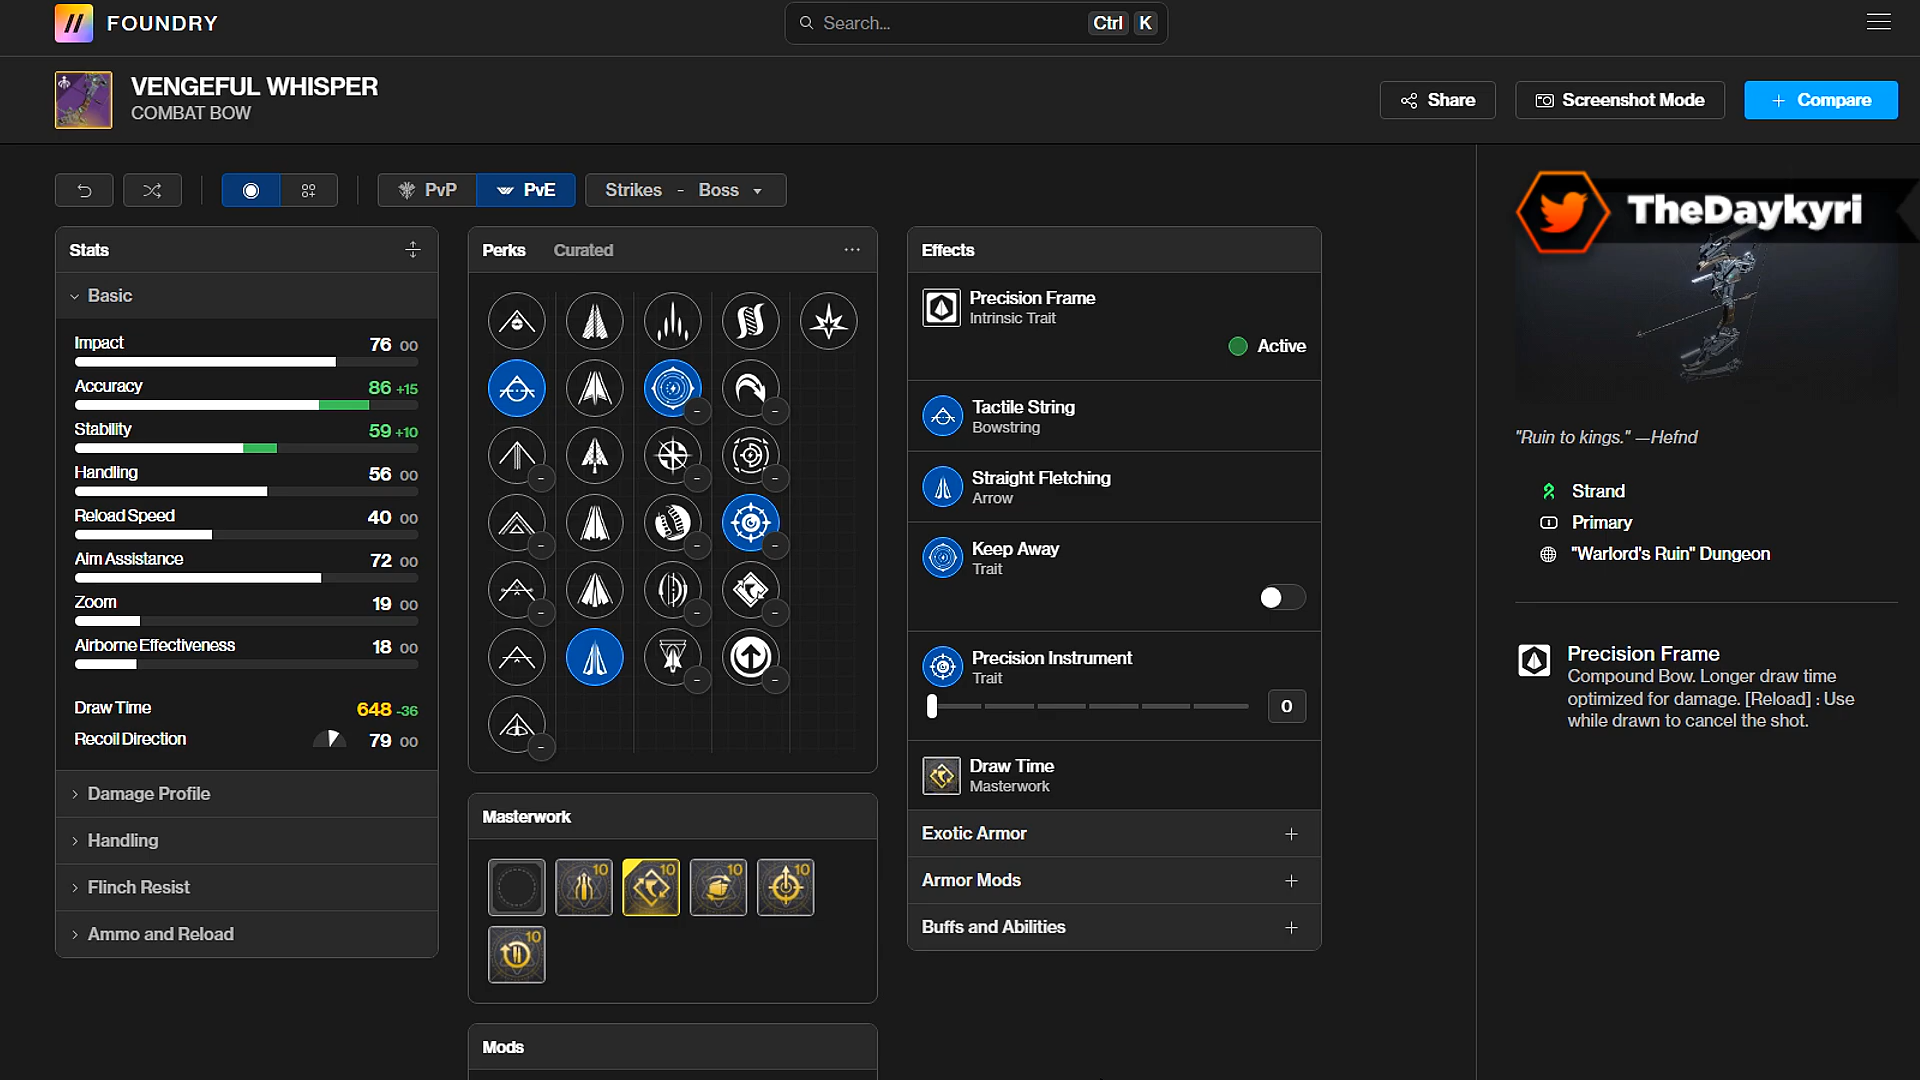 FOUNDRY
Search...
Ctrl K
VENGEFUL WHISPER
COMBAT BOW
Share
Screenshot Mode
+ Compare
PvP
PvE
Strikes - Boss
Stats
Basic
Impact 76 00
Accuracy 86 +15
Stability 59 +10
Handling 56 00
Reload Speed 40 00
Aim Assistance 72 00
Zoom 19 00
Airborne Effectiveness 18 00
Draw Time 648 -36
Recoil Direction 79 00
Damage Profile
Handling
Flinch Resist
Ammo and Reload
Perks Curated
Masterwork
10
10
10
10
10
Mods
Effects
Precision Frame
Intrinsic Trait
Active
Tactile String
Bowstring
Straight Fletching
Arrow
Keep Away
Trait
Precision Instrument
Trait
0
Draw Time
Masterwork
Exotic Armor
Armor Mods
Buffs and Abilities
TheDaykyri
"Ruin to kings." —Hefnd
Strand
Primary
"Warlord's Ruin" Dungeon
Precision Frame
Compound Bow. Longer draw time
optimized for damage. [Reload] : Use
while drawn to cancel the shot.